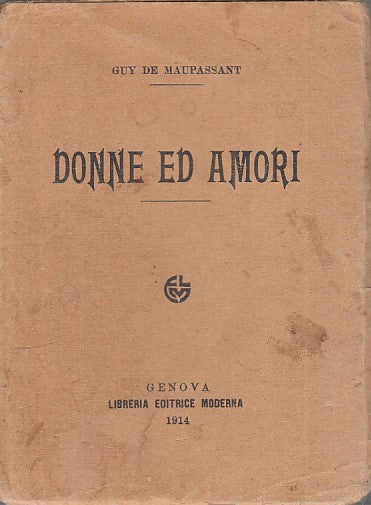 GUY DE MAUPASSANT
DONNE ED AMORI
GENOVA
LIBRERIA EDITRICE MODERNA
1914